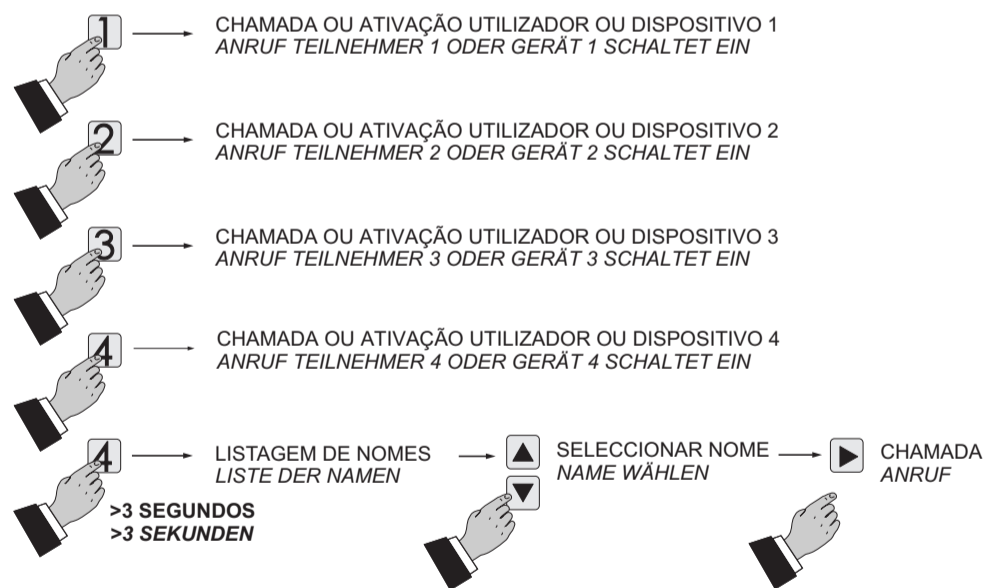 1
CHAMADA OU ATIVAÇÃO UTILIZADOR OU DISPOSITIVO 1
ANRUF TEILNEHMER 1 ODER GERÄT 1 SCHALTET EIN
2
CHAMADA OU ATIVAÇÃO UTILIZADOR OU DISPOSITIVO 2
ANRUF TEILNEHMER 2 ODER GERÄT 2 SCHALTET EIN
3
CHAMADA OU ATIVAÇÃO UTILIZADOR OU DISPOSITIVO 3
ANRUF TEILNEHMER 3 ODER GERÄT 3 SCHALTET EIN
4
CHAMADA OU ATIVAÇÃO UTILIZADOR OU DISPOSITIVO 4
ANRUF TEILNEHMER 4 ODER GERÄT 4 SCHALTET EIN
4
>3 SEGUNDOS
>3 SEKUNDEN
LISTAGEM DE NOMES
LISTE DER NAMEN
SELECCIONAR NOME
NAME WÄHLEN
CHAMADA
ANRUF